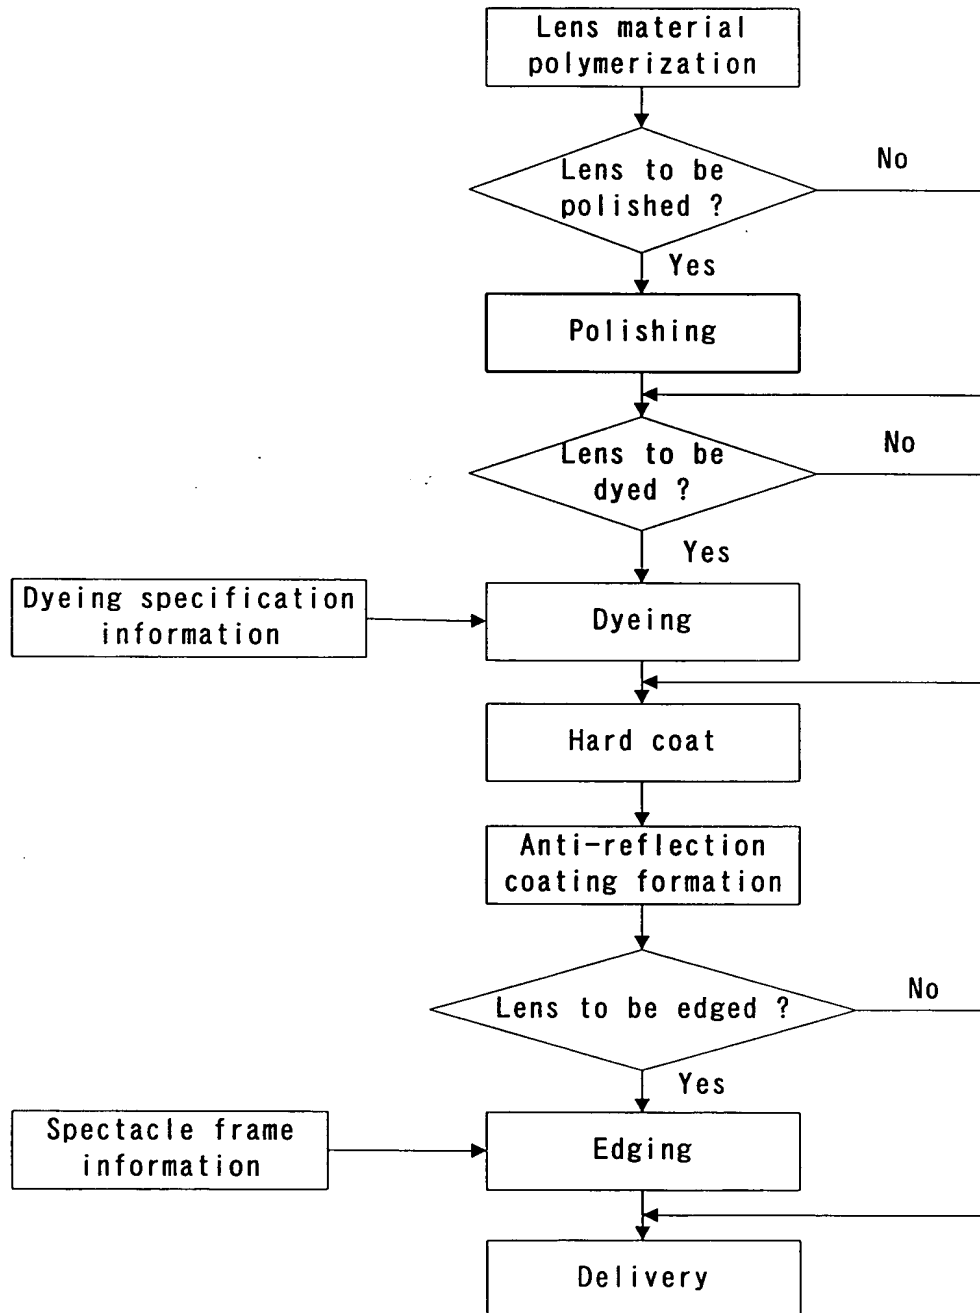 Lens material
polymerization
Lens to be
polished ?
No
Yes
Polishing
Lens to be
dyed ?
No
Yes
Dyeing specification
information
Dyeing
Hard coat
Anti-reflection
coating formation
Lens to be edged ?
No
Yes
Spectacle frame
information
Edging
Delivery